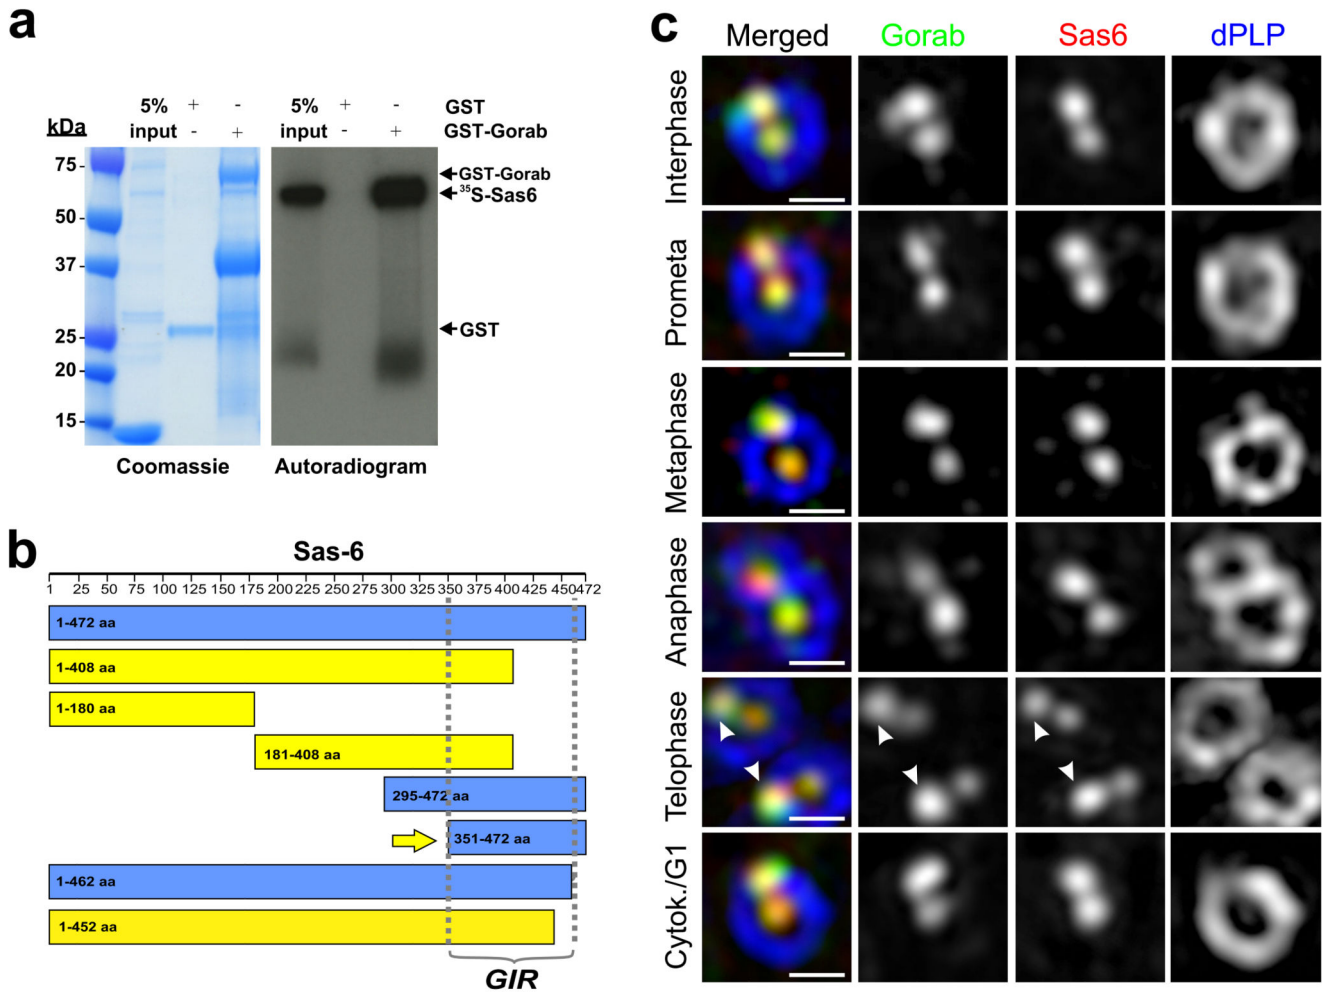 a
5% + - GST
kDa input - + GST-Gorab
5% + -
input - +
75
50
37
25
20
15
GST-Gorab
35S-Sas6
GST
Coomassie Autoradiogram
b
Sas-6
1 25 50 75 100 125 150 175 200 225 250 275 300 325 350 375 400 425 450 472
1-472 aa
1-408 aa
1-180 aa
181-408 aa
295-472 aa
351-472 aa
1-462 aa
1-452 aa
GIR
c
Merged Gorab Sas6 dPLP
Interphase
Prometa
Metaphase
Anaphase
Telophase
Cytok./G1